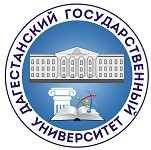 ДАГЕСТАНСКИЙ ГОСУДАРСТВЕННЫЙ
УНИВЕРСИТЕТ